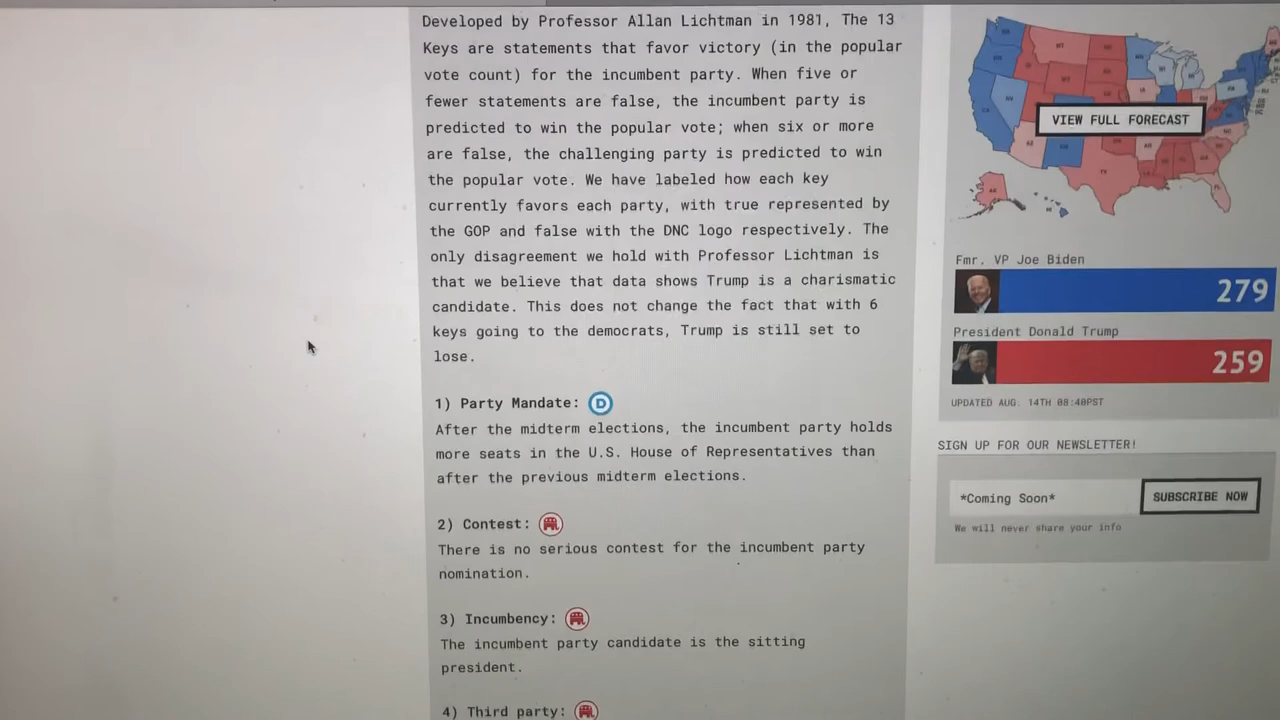 Developed by Professor Allan Lichtman in 1981, The 13
Keys are statements that favor victory (in the popular
vote count) for the incumbent party. When five or
fewer statements are false, the incumbent party is
predicted to win the popular vote; when six or more
are false, the challenging party is predicted to win
the popular vote. We have labeled how each key
currently favors each party, with true represented by
the GOP and false with the DNC logo respectively. The
only disagreement we hold with Professor Lichtman is
that we believe that data shows Trump is a charismatic
candidate. This does not change the fact that with 6
keys going to the democrats, Trump is still set to
lose.
1) Party Mandate: D
After the midterm elections, the incumbent party holds
more seats in the U.S. House of Representatives than
after the previous midterm elections.
2) Contest:
There is no serious contest for the incumbent party
nomination.
3) Incumbency:
The incumbent party candidate is the sitting
president.
4) Third party:
VIEW FULL FORECAST
Fmr. VP Joe Biden
279
President Donald Trump
259
UPDATED AUG. 14TH 08:40PST
SIGN UP FOR OUR NEWSLETTER!
*Coming Soon*
SUBSCRIBE NOW
We will never share your info